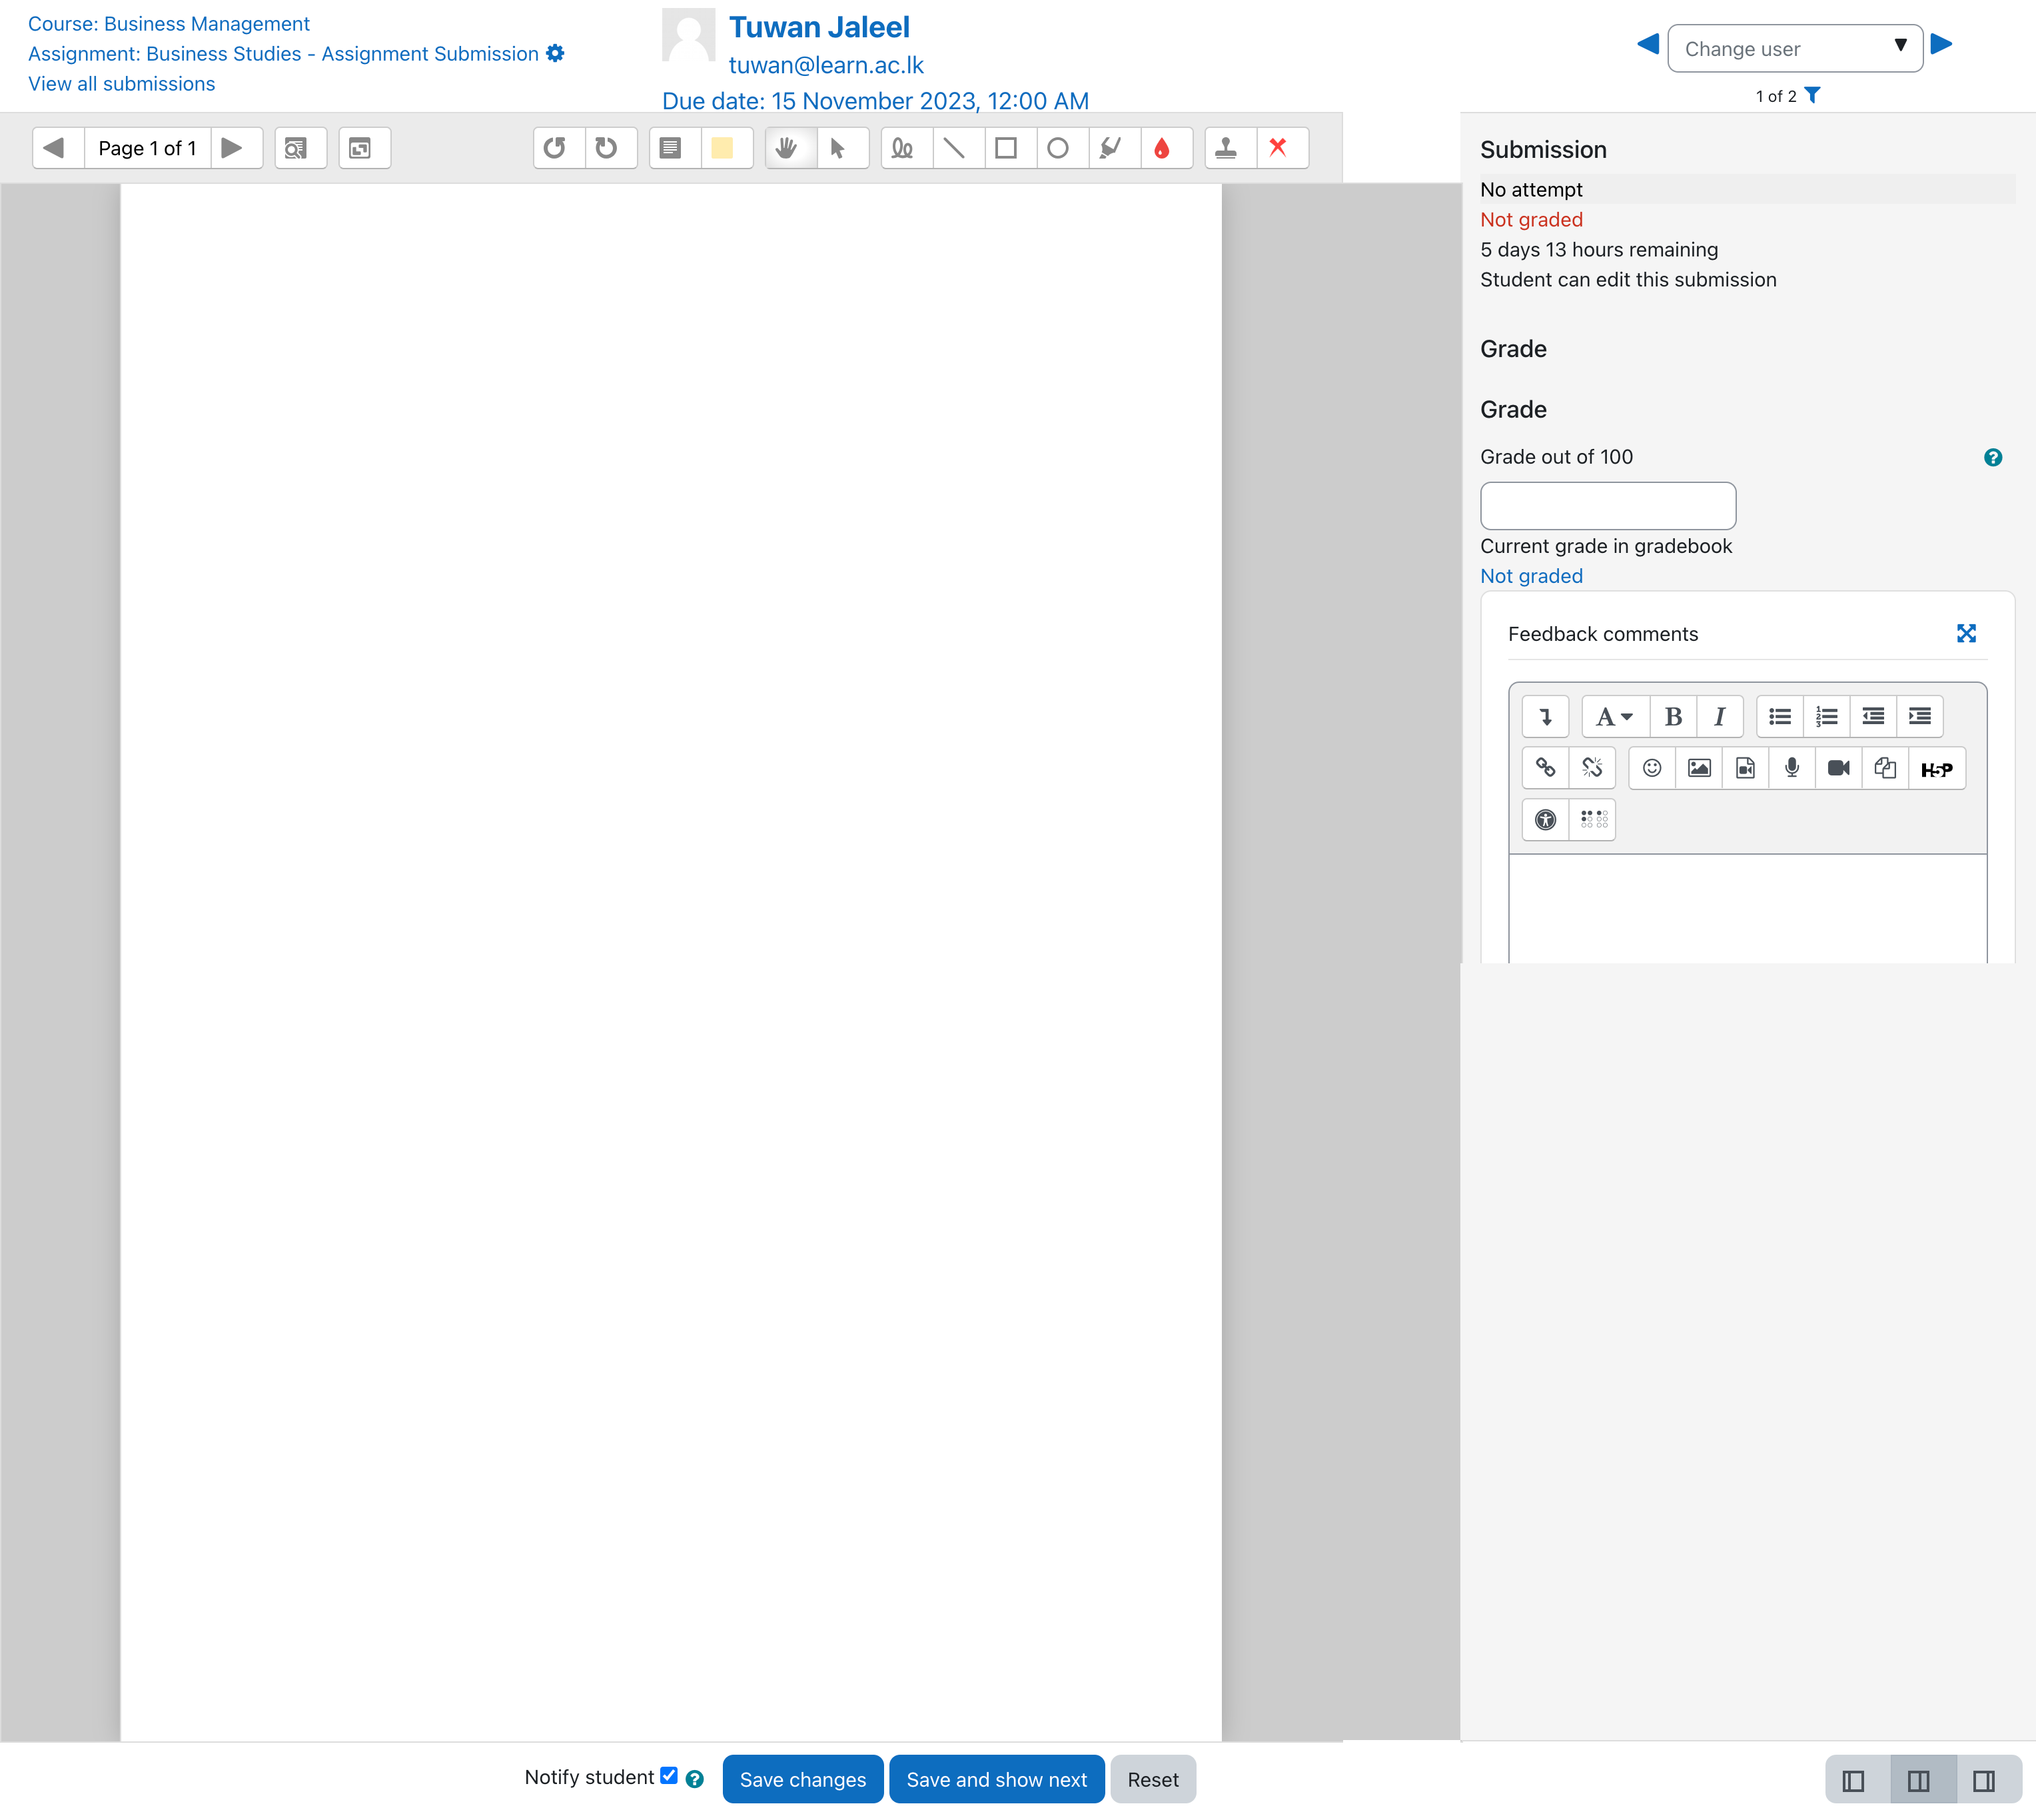 Course: Business Management
Assignment: Business Studies - Assignment Submission
View all submissions
Tuwan Jaleel
tuwan@learn.ac.lk
Due date: 15 November 2023, 12:00 AM
Change user
1 of 2
Page 1 of 1
Submission
No attempt
Not graded
5 days 13 hours remaining
Student can edit this submission
Grade
Grade
Grade out of 100
Current grade in gradebook
Not graded
Feedback comments
A B I
H5P
Notify student
Save changes
Save and show next
Reset